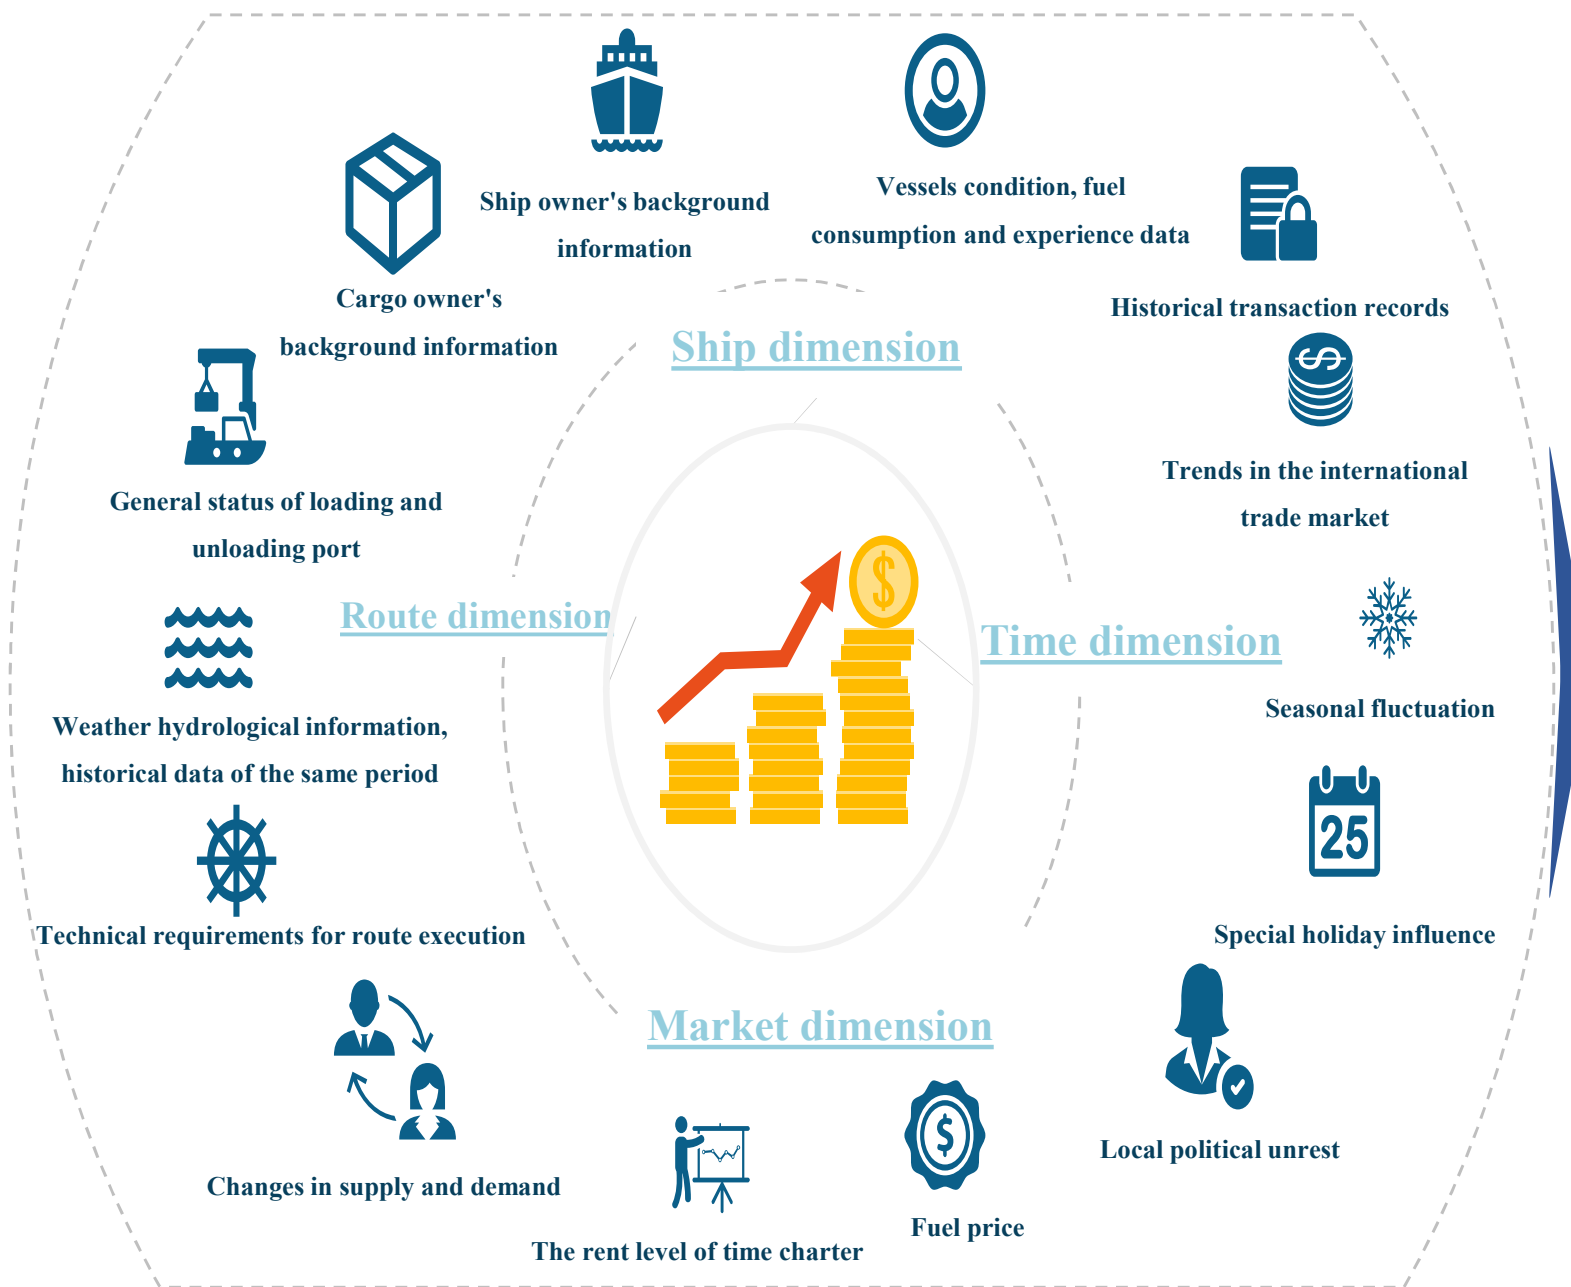 Ship owner's background
information
Vessels condition, fuel
consumption and experience data
Cargo owner's
background information
Historical transaction records
Ship dimension
General status of loading and
unloading port
Trends in the international
trade market
Route dimension
Time dimension
Seasonal fluctuation
Weather hydrological information,
historical data of the same period
25
Technical requirements for route execution
Special holiday influence
Market dimension
Changes in supply and demand
Local political unrest
$
$
$
Fuel price
The rent level of time charter